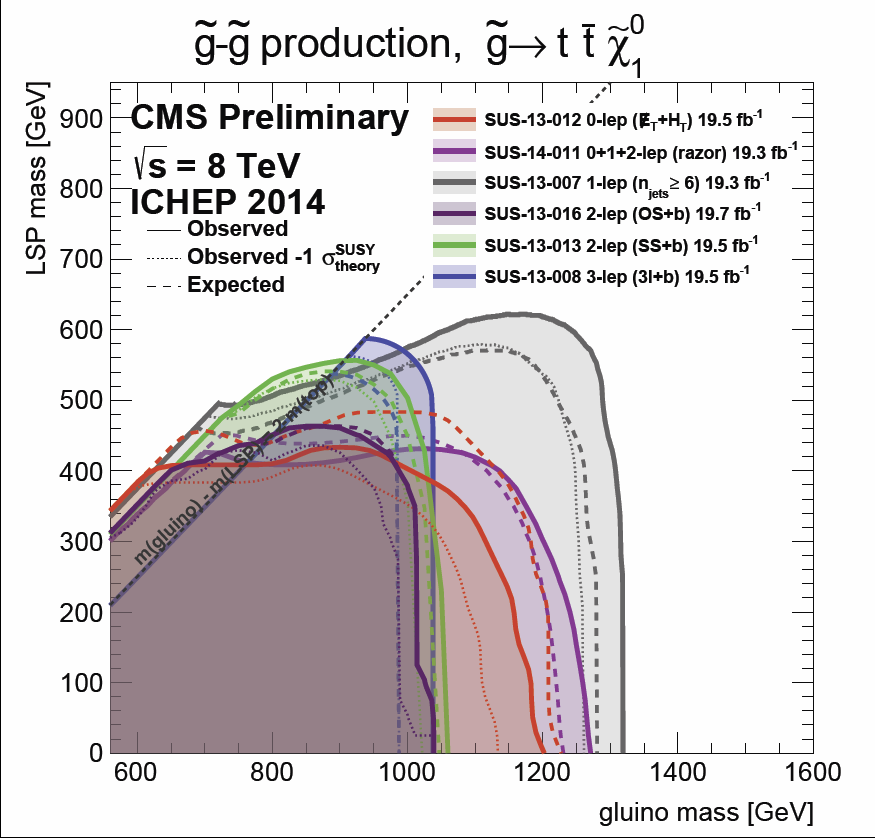 g̃-g̃ production, g̃→ t t̄ χ̃⁰₁
LSP mass [GeV]
900
800
700
600
500
400
300
200
100
0
CMS Preliminary
√s = 8 TeV
ICHEP 2014
Observed
Observed -1 σ^SUSY_theory
Expected
SUS-13-012 0-lep (E̸_T+H_T) 19.5 fb⁻¹
SUS-14-011 0+1+2-lep (razor) 19.3 fb⁻¹
SUS-13-007 1-lep (n_jets ≥ 6) 19.3 fb⁻¹
SUS-13-016 2-lep (OS+b) 19.7 fb⁻¹
SUS-13-013 2-lep (SS+b) 19.5 fb⁻¹
SUS-13-008 3-lep (3l+b) 19.5 fb⁻¹
m(gluino) - m(LSP) = 2 m(top)
600 800 1000 1200 1400 1600
gluino mass [GeV]